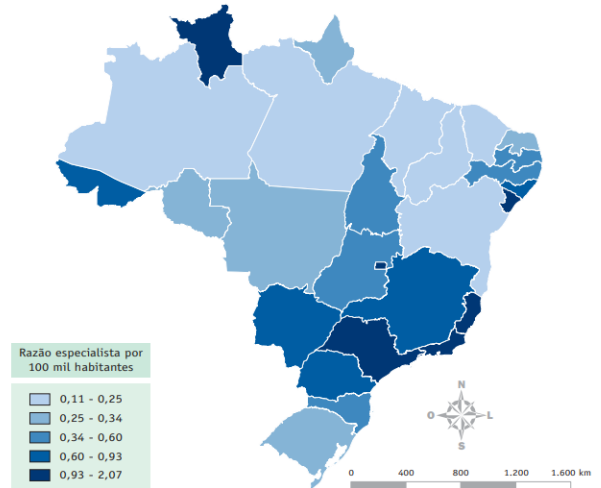 Razão especialista por
100 mil habitantes
0,11 - 0,25
0,25 - 0,34
0,34 - 0,60
0,60 - 0,93
0,93 - 2,07
N
O
L
S
0 400 800 1.200 1.600 km